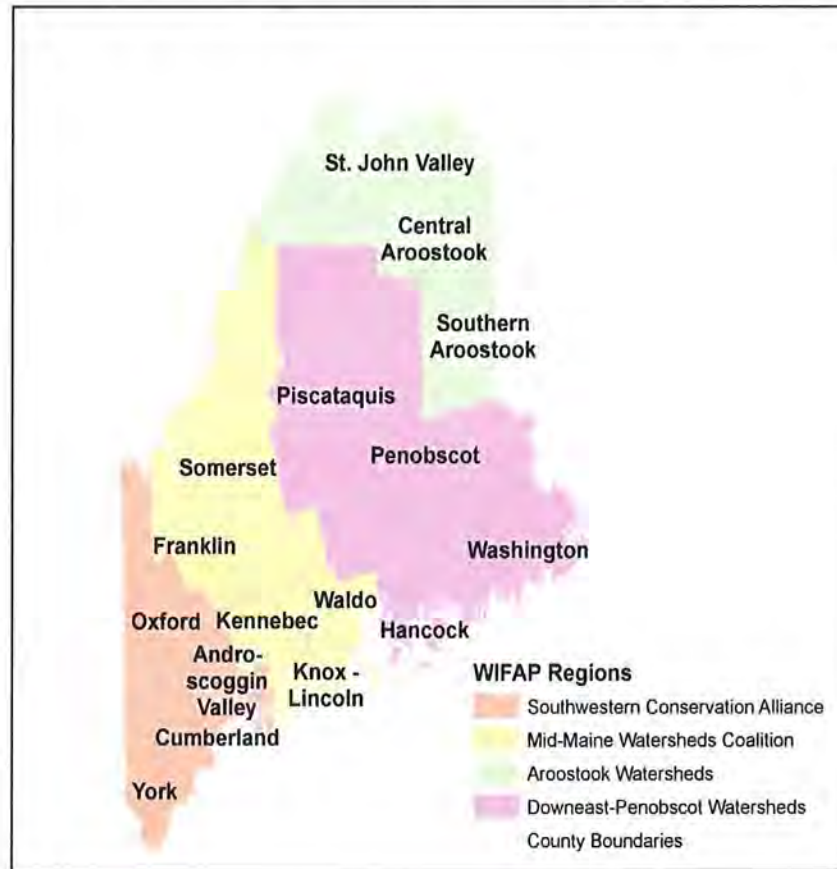 St. John Valley
Central
Aroostook
Southern
Aroostook
Piscataquis
Penobscot
Somerset
Washington
Franklin
Waldo
Oxford
Kennebec
Hancock
Andro-
scoggin
Valley
Knox -
Lincoln
Cumberland
York
WIFAP Regions
Southwestern Conservation Alliance
Mid-Maine Watersheds Coalition
Aroostook Watersheds
Downeast-Penobscot Watersheds
County Boundaries